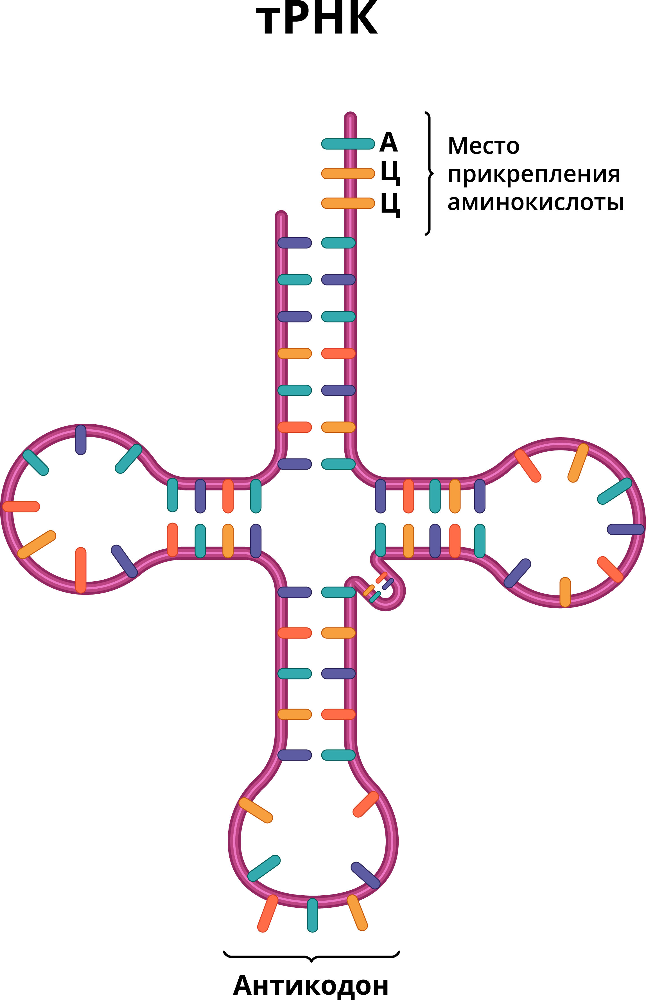 тРНК
А
Ц
Ц
Место
прикрепления
аминокислоты
Антикодон